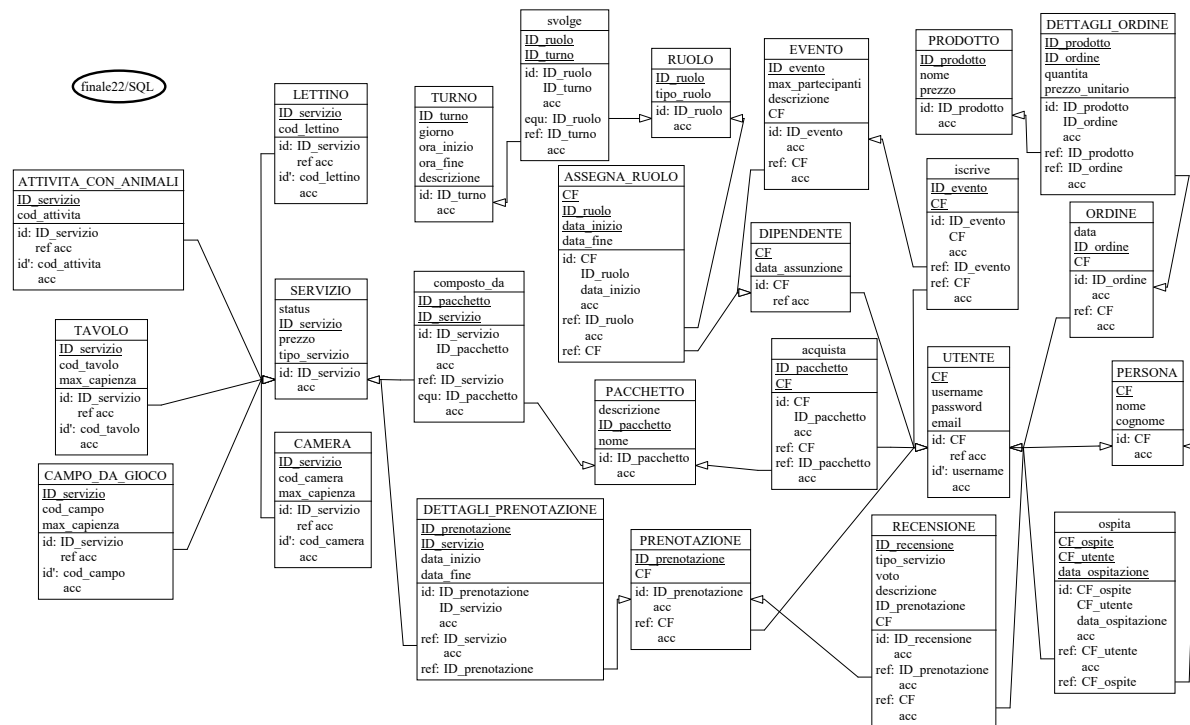 finale22/SQL
ATTIVITA_CON_ANIMALI
ID_servizio
cod_attivita
id: ID_servizio
ref acc
id': cod_attivita
acc
TAVOLO
ID_servizio
cod_tavolo
max_capienza
id: ID_servizio
ref acc
id': cod_tavolo
acc
CAMPO_DA_GIOCO
ID_servizio
cod_campo
max_capienza
id: ID_servizio
ref acc
id': cod_campo
acc
LETTINO
ID_servizio
cod_lettino
id: ID_servizio
ref acc
id': cod_lettino
acc
SERVIZIO
status
ID_servizio
prezzo
tipo_servizio
id: ID_servizio
acc
CAMERA
ID_servizio
cod_camera
max_capienza
id: ID_servizio
ref acc
id': cod_camera
acc
TURNO
ID_turno
giorno
ora_inizio
ora_fine
descrizione
id: ID_turno
acc
composto_da
ID_pacchetto
ID_servizio
id: ID_servizio
ID_pacchetto
acc
ref: ID_servizio
equ: ID_pacchetto
acc
DETTAGLI_PRENOTAZIONE
ID_prenotazione
ID_servizio
data_inizio
data_fine
id: ID_prenotazione
ID_servizio
acc
ref: ID_servizio
acc
ref: ID_prenotazione
svolge
ID_ruolo
ID_turno
id: ID_ruolo
ID_turno
acc
equ: ID_ruolo
ref: ID_turno
acc
RUOLO
ID_ruolo
tipo_ruolo
id: ID_ruolo
acc
ASSEGNA_RUOLO
CF
ID_ruolo
data_inizio
data_fine
id: CF
ID_ruolo
data_inizio
acc
ref: ID_ruolo
acc
ref: CF
PACCHETTO
descrizione
ID_pacchetto
nome
id: ID_pacchetto
acc
PRENOTAZIONE
ID_prenotazione
CF
id: ID_prenotazione
acc
ref: CF
acc
EVENTO
ID_evento
max_partecipanti
descrizione
CF
id: ID_evento
acc
ref: CF
acc
DIPENDENTE
CF
data_assunzione
id: CF
ref acc
acquista
ID_pacchetto
CF
id: CF
ID_pacchetto
acc
ref: CF
ref: ID_pacchetto
acc
RECENSIONE
ID_recensione
tipo_servizio
voto
descrizione
ID_prenotazione
CF
id: ID_recensione
acc
ref: ID_prenotazione
acc
ref: CF
acc
PRODOTTO
ID_prodotto
nome
prezzo
id: ID_prodotto
acc
iscrive
ID_evento
CF
id: ID_evento
CF
acc
ref: ID_evento
ref: CF
acc
UTENTE
CF
username
password
email
id: CF
ref acc
id': username
acc
DETTAGLI_ORDINE
ID_prodotto
ID_ordine
quantita
prezzo_unitario
id: ID_prodotto
ID_ordine
acc
ref: ID_prodotto
ref: ID_ordine
acc
ORDINE
data
ID_ordine
CF
id: ID_ordine
acc
ref: CF
acc
PERSONA
CF
nome
cognome
id: CF
acc
ospita
CF_ospite
CF_utente
data_ospitazione
id: CF_ospite
CF_utente
data_ospitazione
acc
ref: CF_utente
acc
ref: CF_ospite